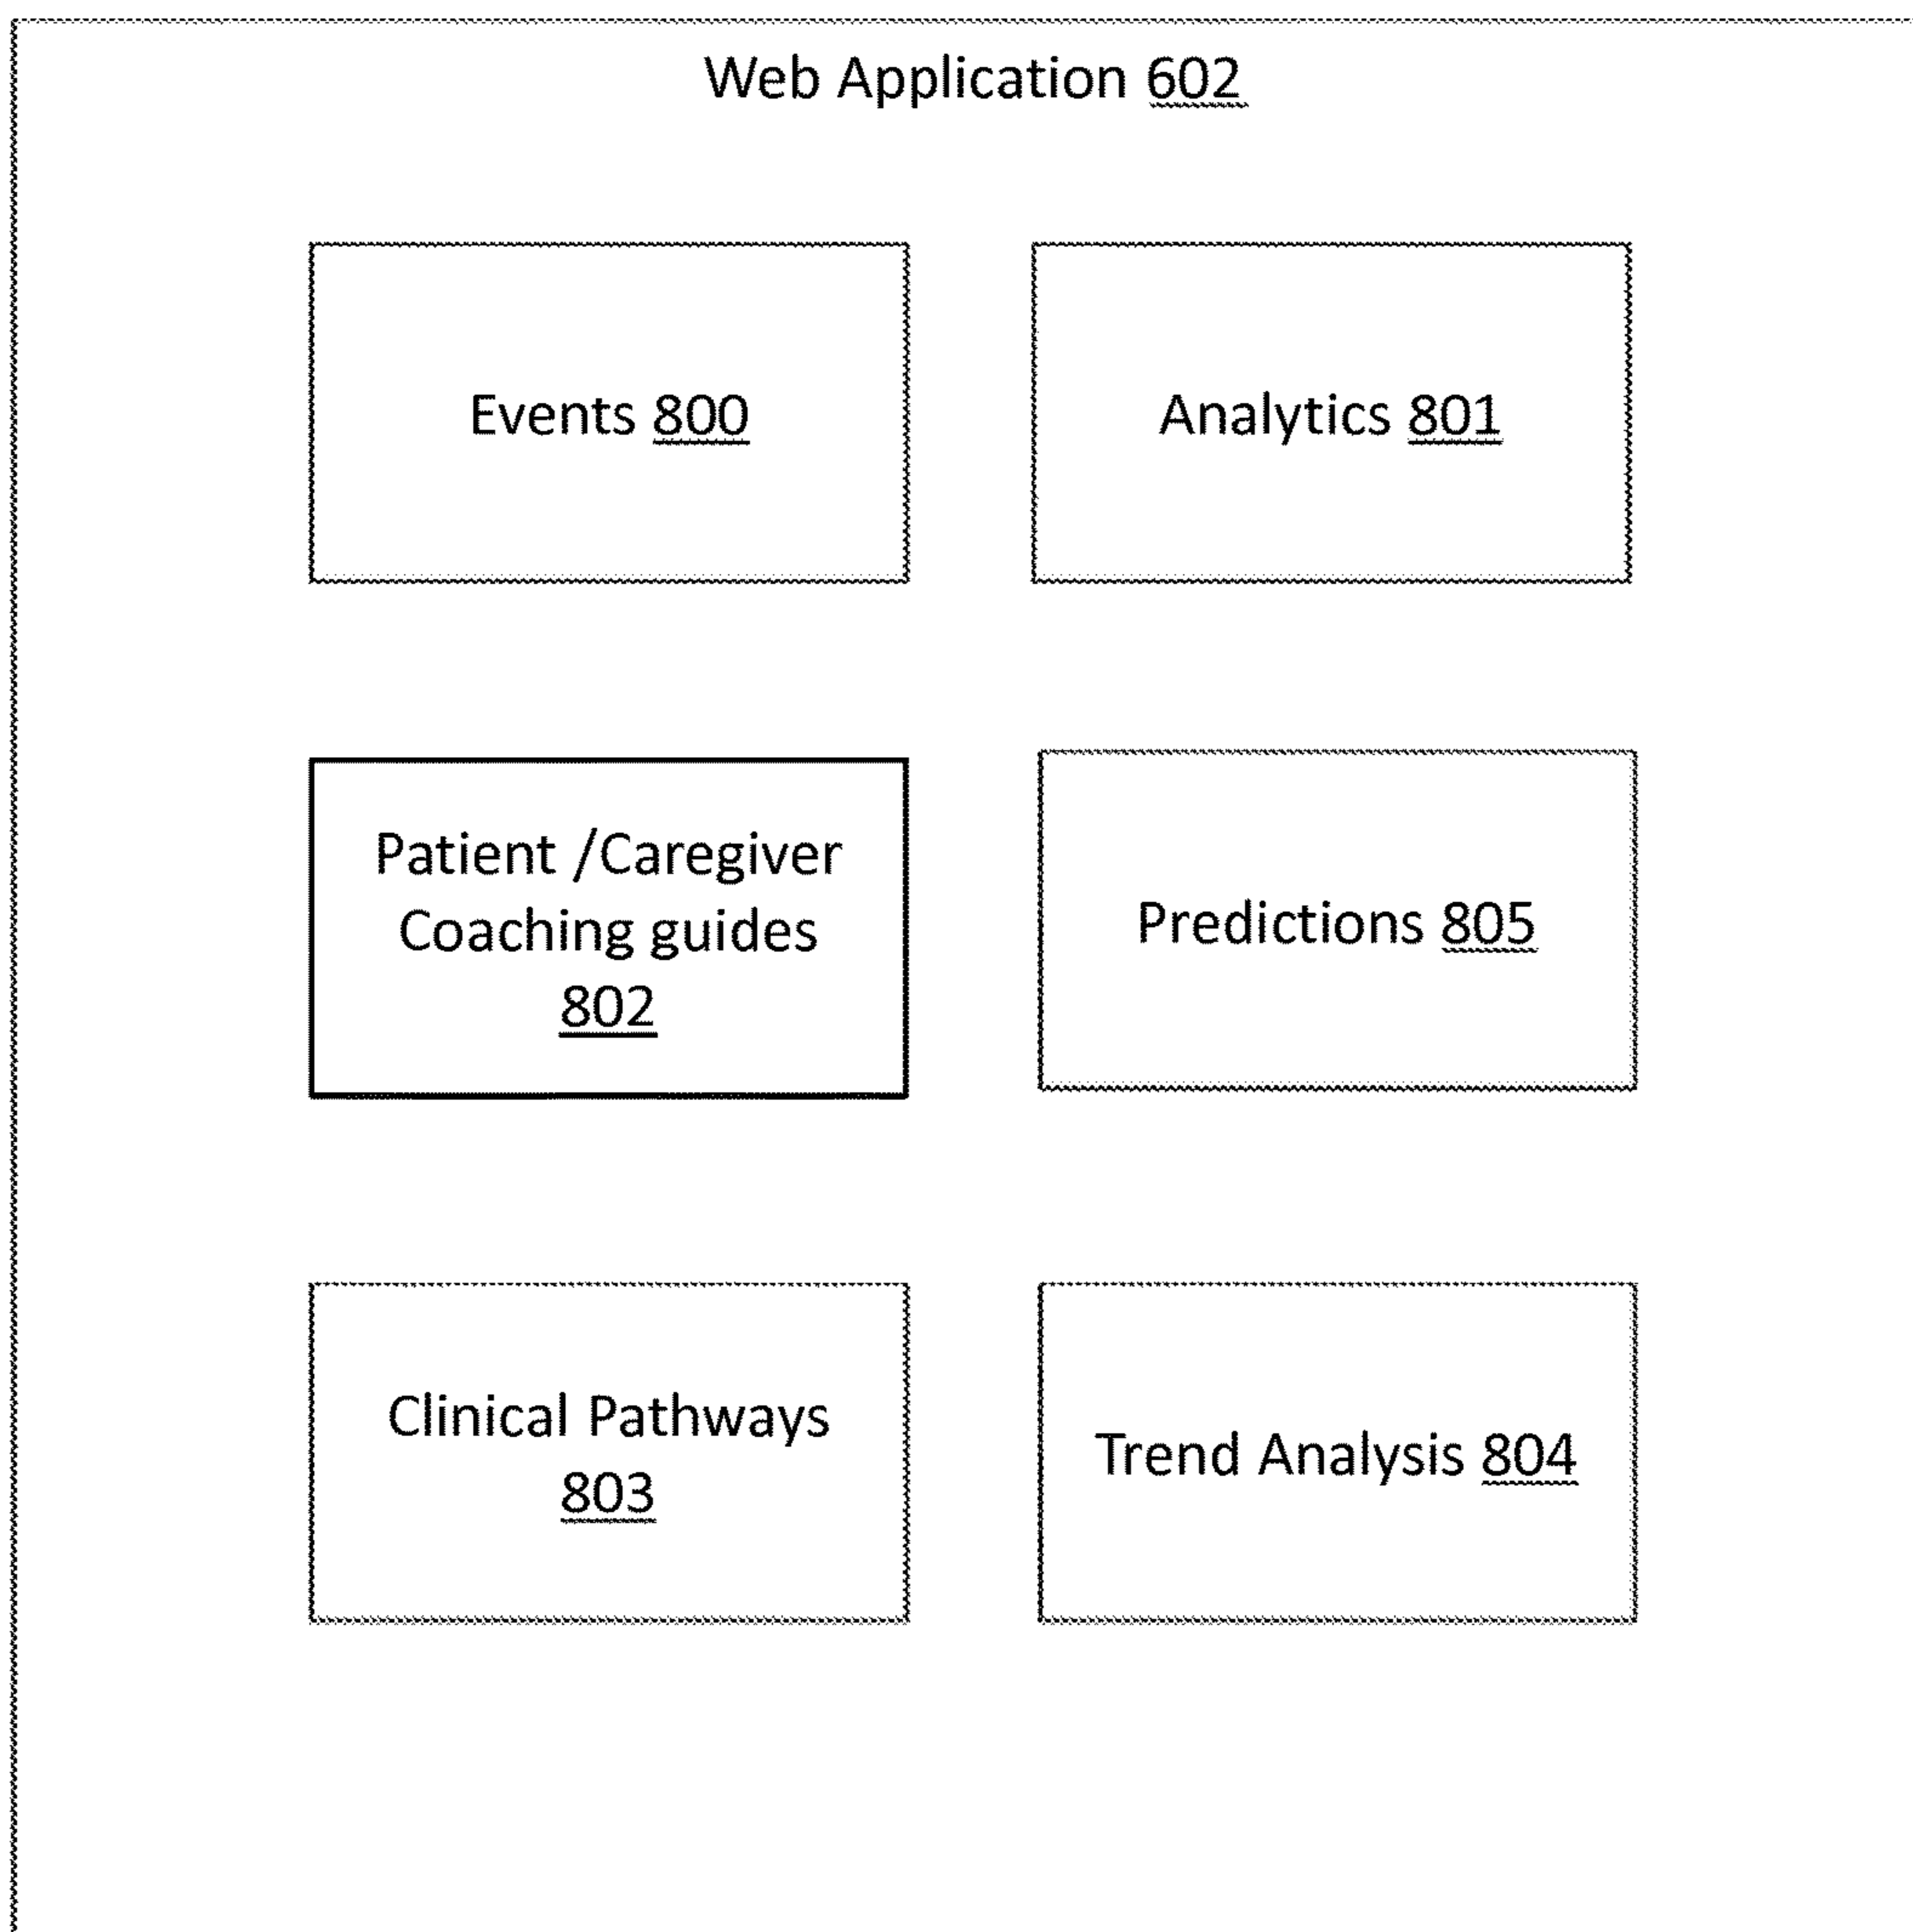 Web Application 602
Events 800
Analytics 801
Patient /Caregiver
Coaching guides
802
Predictions 805
Clinical Pathways
803
Trend Analysis 804